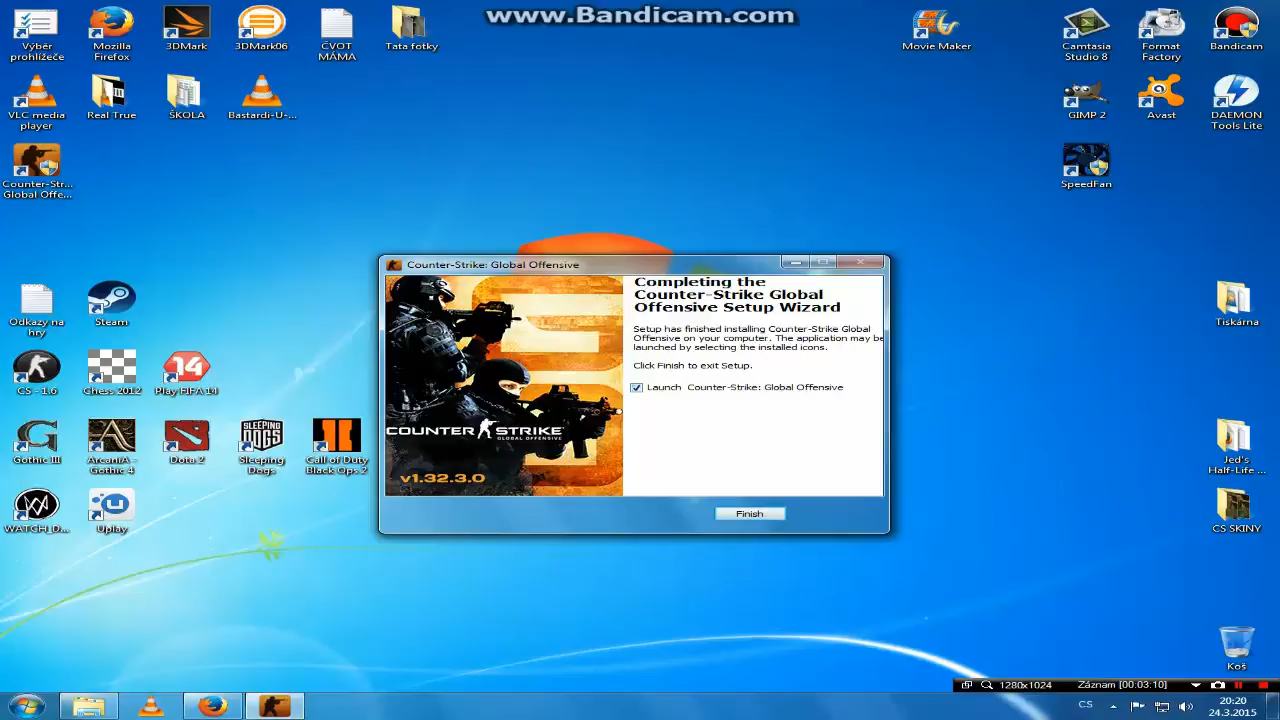 www.Bandicam.com
Výběr
prohlížeče
Mozilla
Firefox
3DMark
3DMark06
ČVOT
MÁMA
Tata fotky
Movie Maker
Camtasia
Studio 8
Format
Factory
Bandicam
VLC media
player
Real True
ŠKOLA
Bastardi-U-...
GIMP 2
Avast
DAEMON
Tools Lite
Counter-Str...
Global Offe...
SpeedFan
Counter-Strike: Global Offensive
Completing the
Counter-Strike Global
Offensive Setup Wizard
Setup has finished installing Counter-Strike Global
Offensive on your computer. The application may be
launched by selecting the installed icons.
Click Finish to exit Setup.
Launch Counter-Strike: Global Offensive
COUNTER STRIKE
GLOBAL OFFENSIVE
v1.32.3.0
Finish
Odkazy na
hry
Steam
Tiskárna
CS - 1.6
Chess 2012
14
Play FIFA 14
Gothic III
ArcaniA -
Gothic 4
Dota 2
SLEEPING
DOGS
Sleeping
Dogs
Call of Duty
Black Ops 2
Jed's
Half-Life ...
WATCH_D...
Uplay
CS SKINY
Koš
1280x1024
Záznam [00:03:10]
CS
20:20
24.3.2015